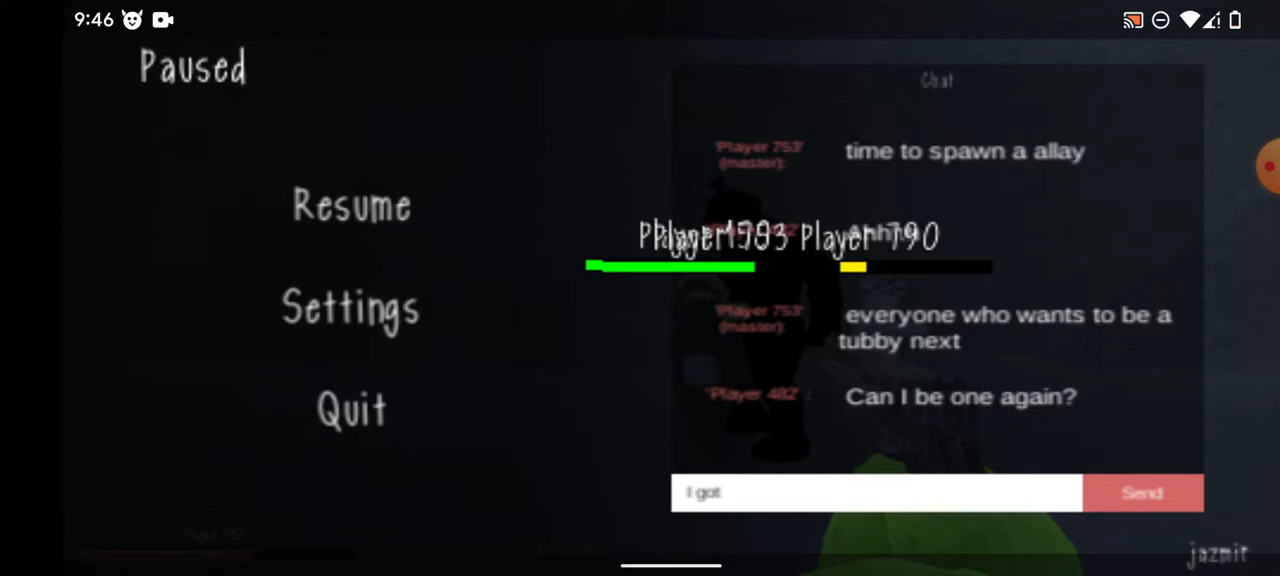 9:46
Paused
Chat
'Player 753' (master): time to spawn a allay
Player 790
Resume
'Player 753' (master): everyone who wants to be a
tubby next
Settings
'Player 482' : Can I be one again?
Quit
I got
Send
jazmir